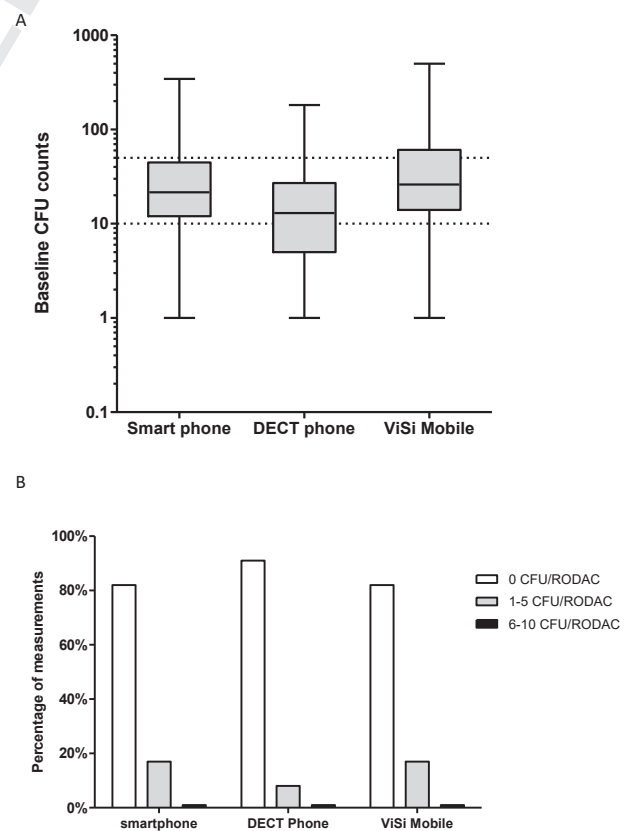 A
1000
100
10
1
0.1
Baseline CFU counts
Smart phone DECT phone ViSi Mobile
B
100%
80%
60%
40%
20%
0%
Percentage of measurements
smartphone DECT Phone ViSi Mobile
0 CFU/RODAC
1-5 CFU/RODAC
6-10 CFU/RODAC